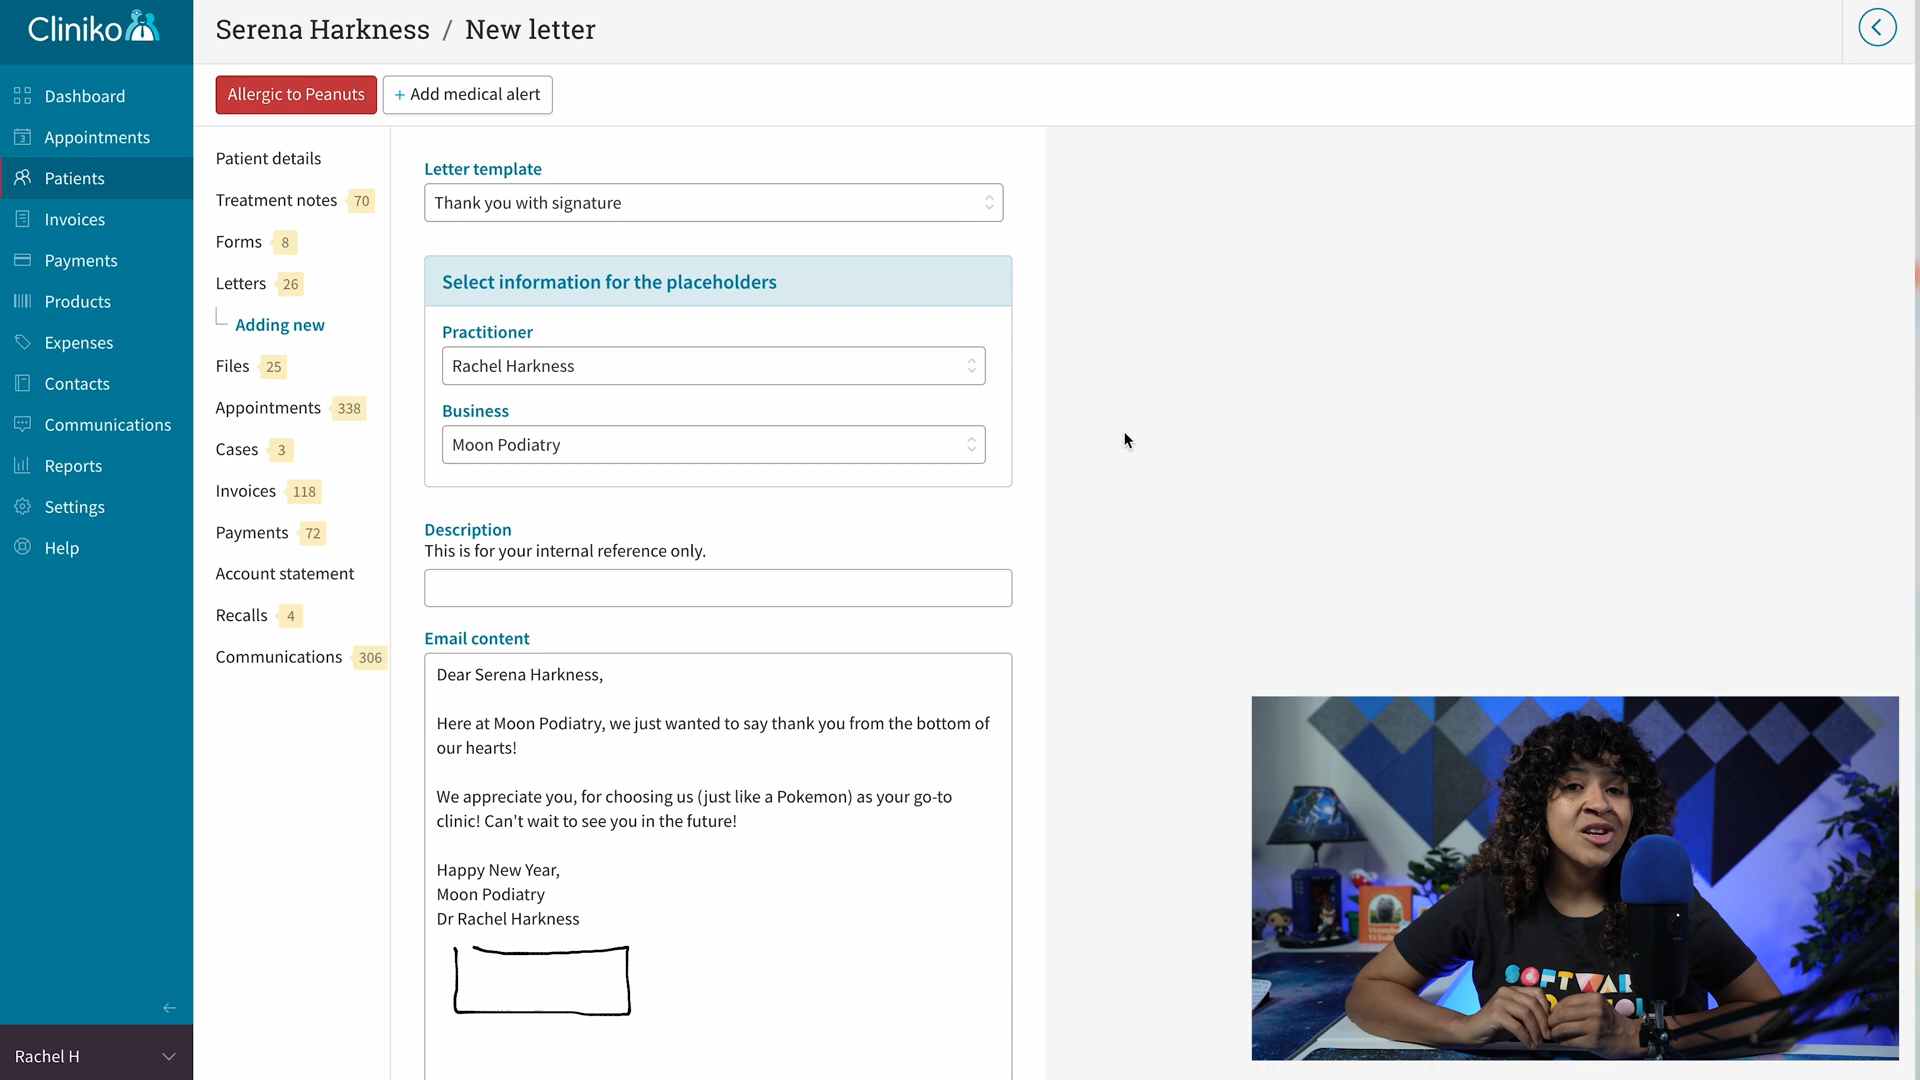 Cliniko
Serena Harkness / New letter
Allergic to Peanuts
+ Add medical alert
Dashboard
Appointments
Patients
Invoices
Payments
Products
Expenses
Contacts
Communications
Reports
Settings
Help
Rachel H
Patient details
Treatment notes 70
Forms 8
Letters 26
Adding new
Files 25
Appointments 338
Cases 3
Invoices 118
Payments 72
Account statement
Recalls 4
Communications 306
Letter template
Thank you with signature
Select information for the placeholders
Practitioner
Rachel Harkness
Business
Moon Podiatry
Description
This is for your internal reference only.
Email content
Dear Serena Harkness,
Here at Moon Podiatry, we just wanted to say thank you from the bottom of
our hearts!
We appreciate you, for choosing us (just like a Pokemon) as your go-to
clinic! Can't wait to see you in the future!
Happy New Year,
Moon Podiatry
Dr Rachel Harkness
SOFTWAR